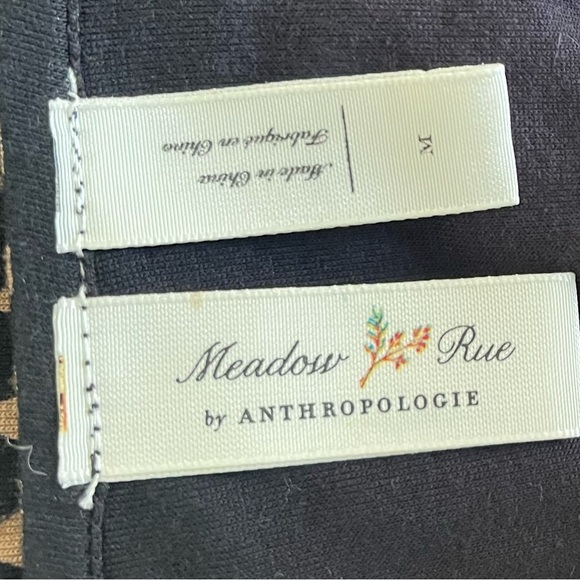 M
Made in China
Fabriqué en Chine
Meadow Rue
by ANTHROPOLOGIE